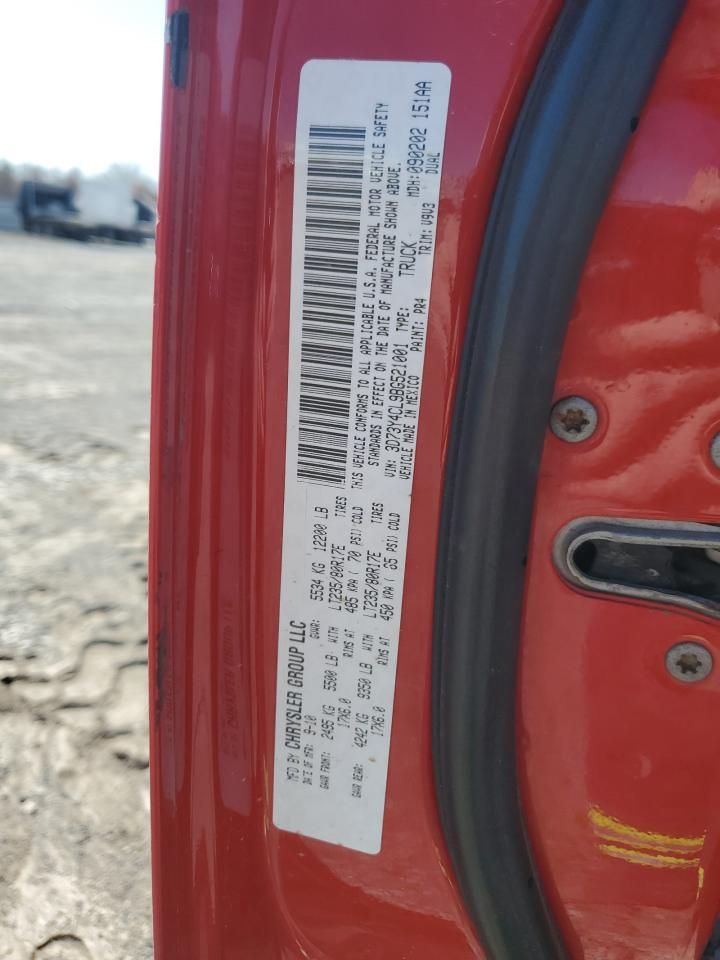 MFD BY CHRYSLER GROUP LLC
DATE OF MFR: 9-10 GVWR: 5534 KG 12200 LB
GAWR FRONT: 2495 KG 5500 LB WITH LT235/80R17E TIRES
17X6.0 RIMS AT 485 KPA ( 70 PSI) COLD
GAWR REAR: 4242 KG 9350 LB WITH LT235/80R17E TIRES
17X6.0 RIMS AT 450 KPA ( 65 PSI) COLD
THIS VEHICLE CONFORMS TO ALL APPLICABLE U.S.A. FEDERAL MOTOR VEHICLE SAFETY
STANDARDS IN EFFECT ON THE DATE OF MANUFACTURE SHOWN ABOVE.
VIN: 3D73Y4CL9BG521001 TYPE: TRUCK MDH: 090202 151AA
VEHICLE MADE IN MEXICO PAINT: PR4 TRIM: V9V3 DUAL